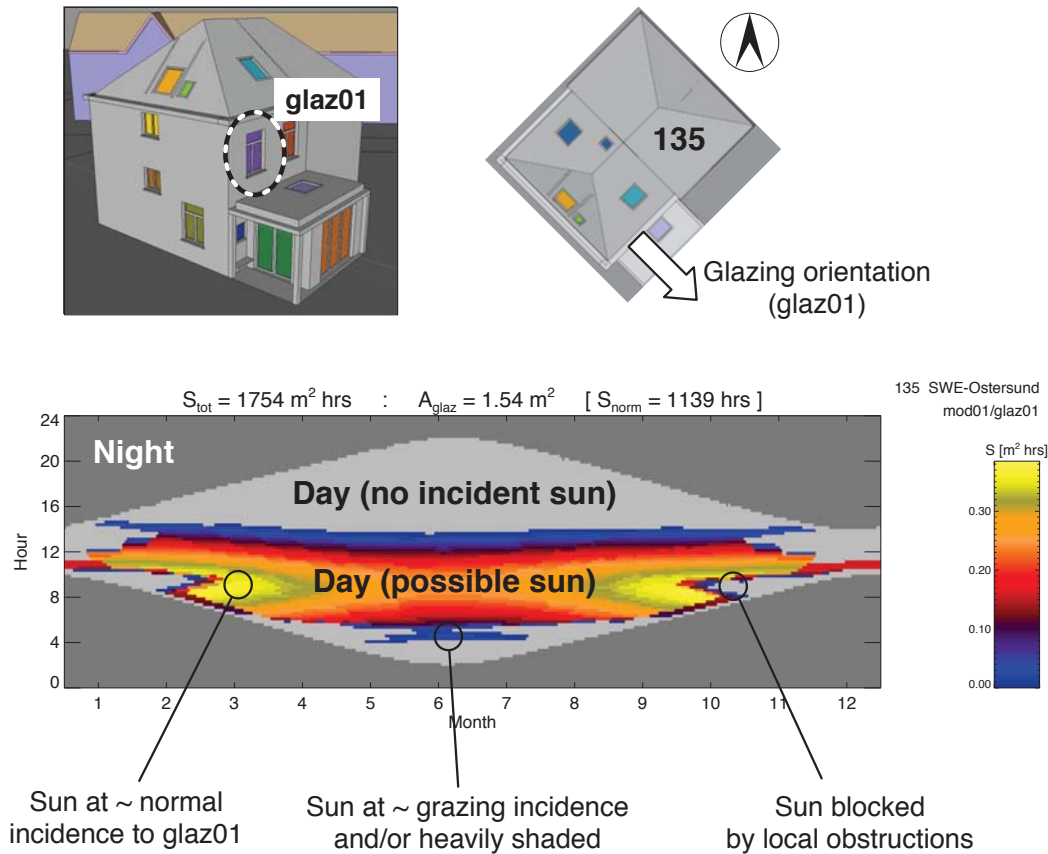 glaz01
135
Glazing orientation
(glaz01)
S_tot = 1754 m² hrs : A_glaz = 1.54 m² [ S_norm = 1139 hrs ]
135 SWE-Ostersund
mod01/glaz01
S [m² hrs]
0.30
0.20
0.10
0.00
24
20
16
12
8
4
0
Hour
Night
Day (no incident sun)
Day (possible sun)
1 2 3 4 5 6 7 8 9 10 11 12
Month
Sun at ~ normal
incidence to glaz01
Sun at ~ grazing incidence
and/or heavily shaded
Sun blocked
by local obstructions